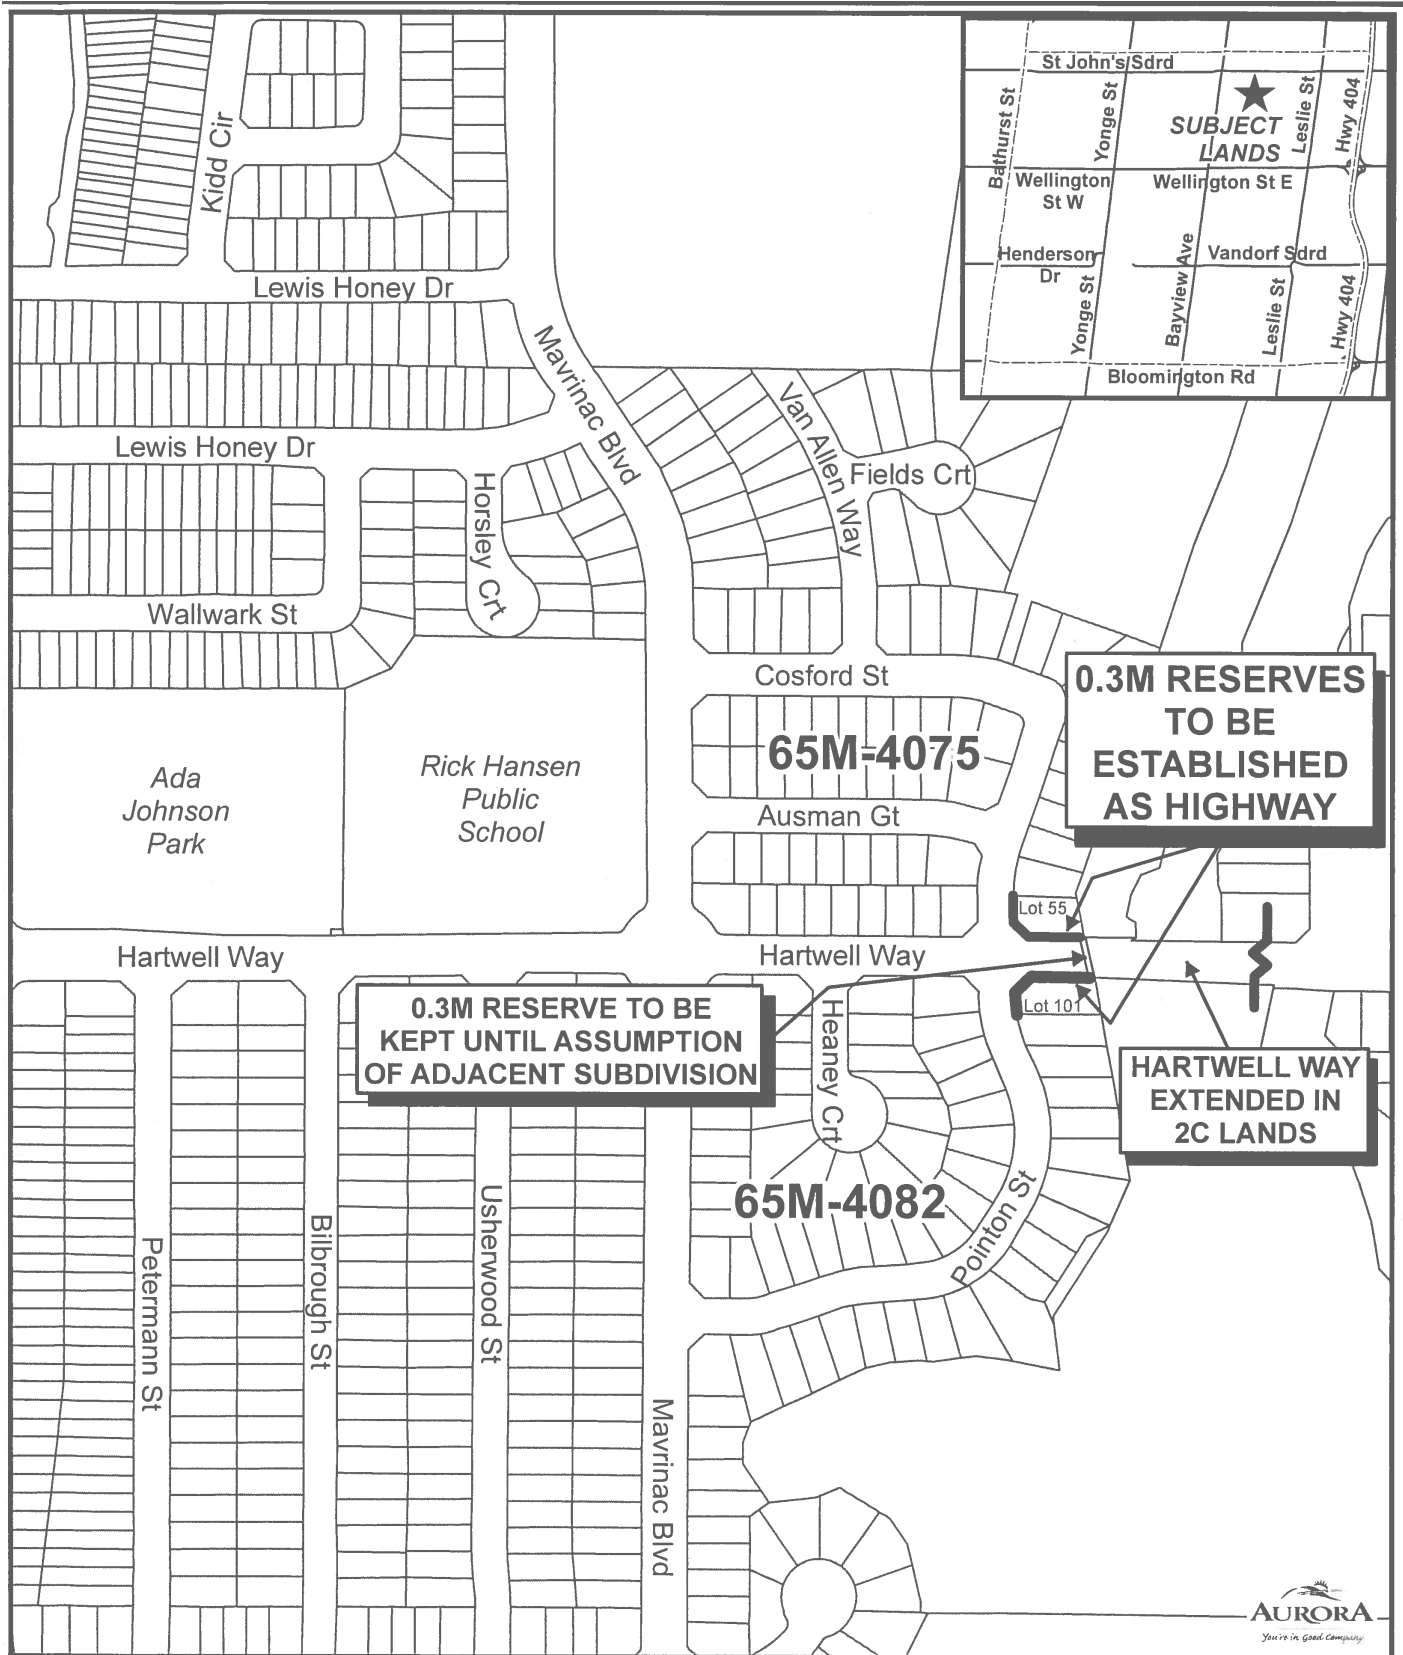 St John's Sdrd
Bathurst St
Yonge St
Leslie St
Hwy 404
SUBJECT
LANDS
Wellington
St W
Wellington St E
Henderson
Dr
Yonge St
Bayview Ave
Vandorf Sdrd
Leslie St
Hwy 404
Bloomington Rd
Kidd Cir
Lewis Honey Dr
Mavrinac Blvd
Van Allen Way
Lewis Honey Dr
Fields Crt
Horsley Crt
Wallwark St
Cosford St
0.3M RESERVES
TO BE
ESTABLISHED
AS HIGHWAY
65M-4075
Ada
Johnson
Park
Rick Hansen
Public
School
Ausman Gt
Lot 55
Hartwell Way
Hartwell Way
0.3M RESERVE TO BE
KEPT UNTIL ASSUMPTION
OF ADJACENT SUBDIVISION
Lot 101
Heaney Crt
HARTWELL WAY
EXTENDED IN
2C LANDS
65M-4082
Pointon St
Petermann St
Bilbrough St
Usherwood St
Mavrinac Blvd
AURORA
You're in Good Company